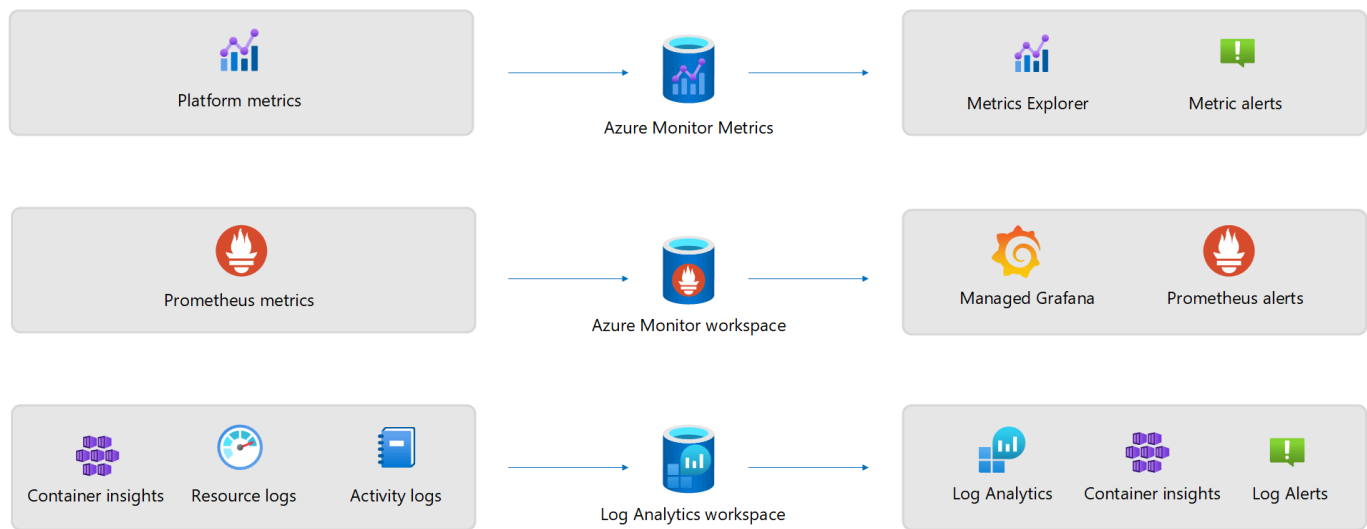 Platform metrics
Azure Monitor Metrics
Metrics Explorer
Metric alerts
Prometheus metrics
Azure Monitor workspace
Managed Grafana
Prometheus alerts
Container insights
Resource logs
Activity logs
Log Analytics workspace
Log Analytics
Container insights
Log Alerts